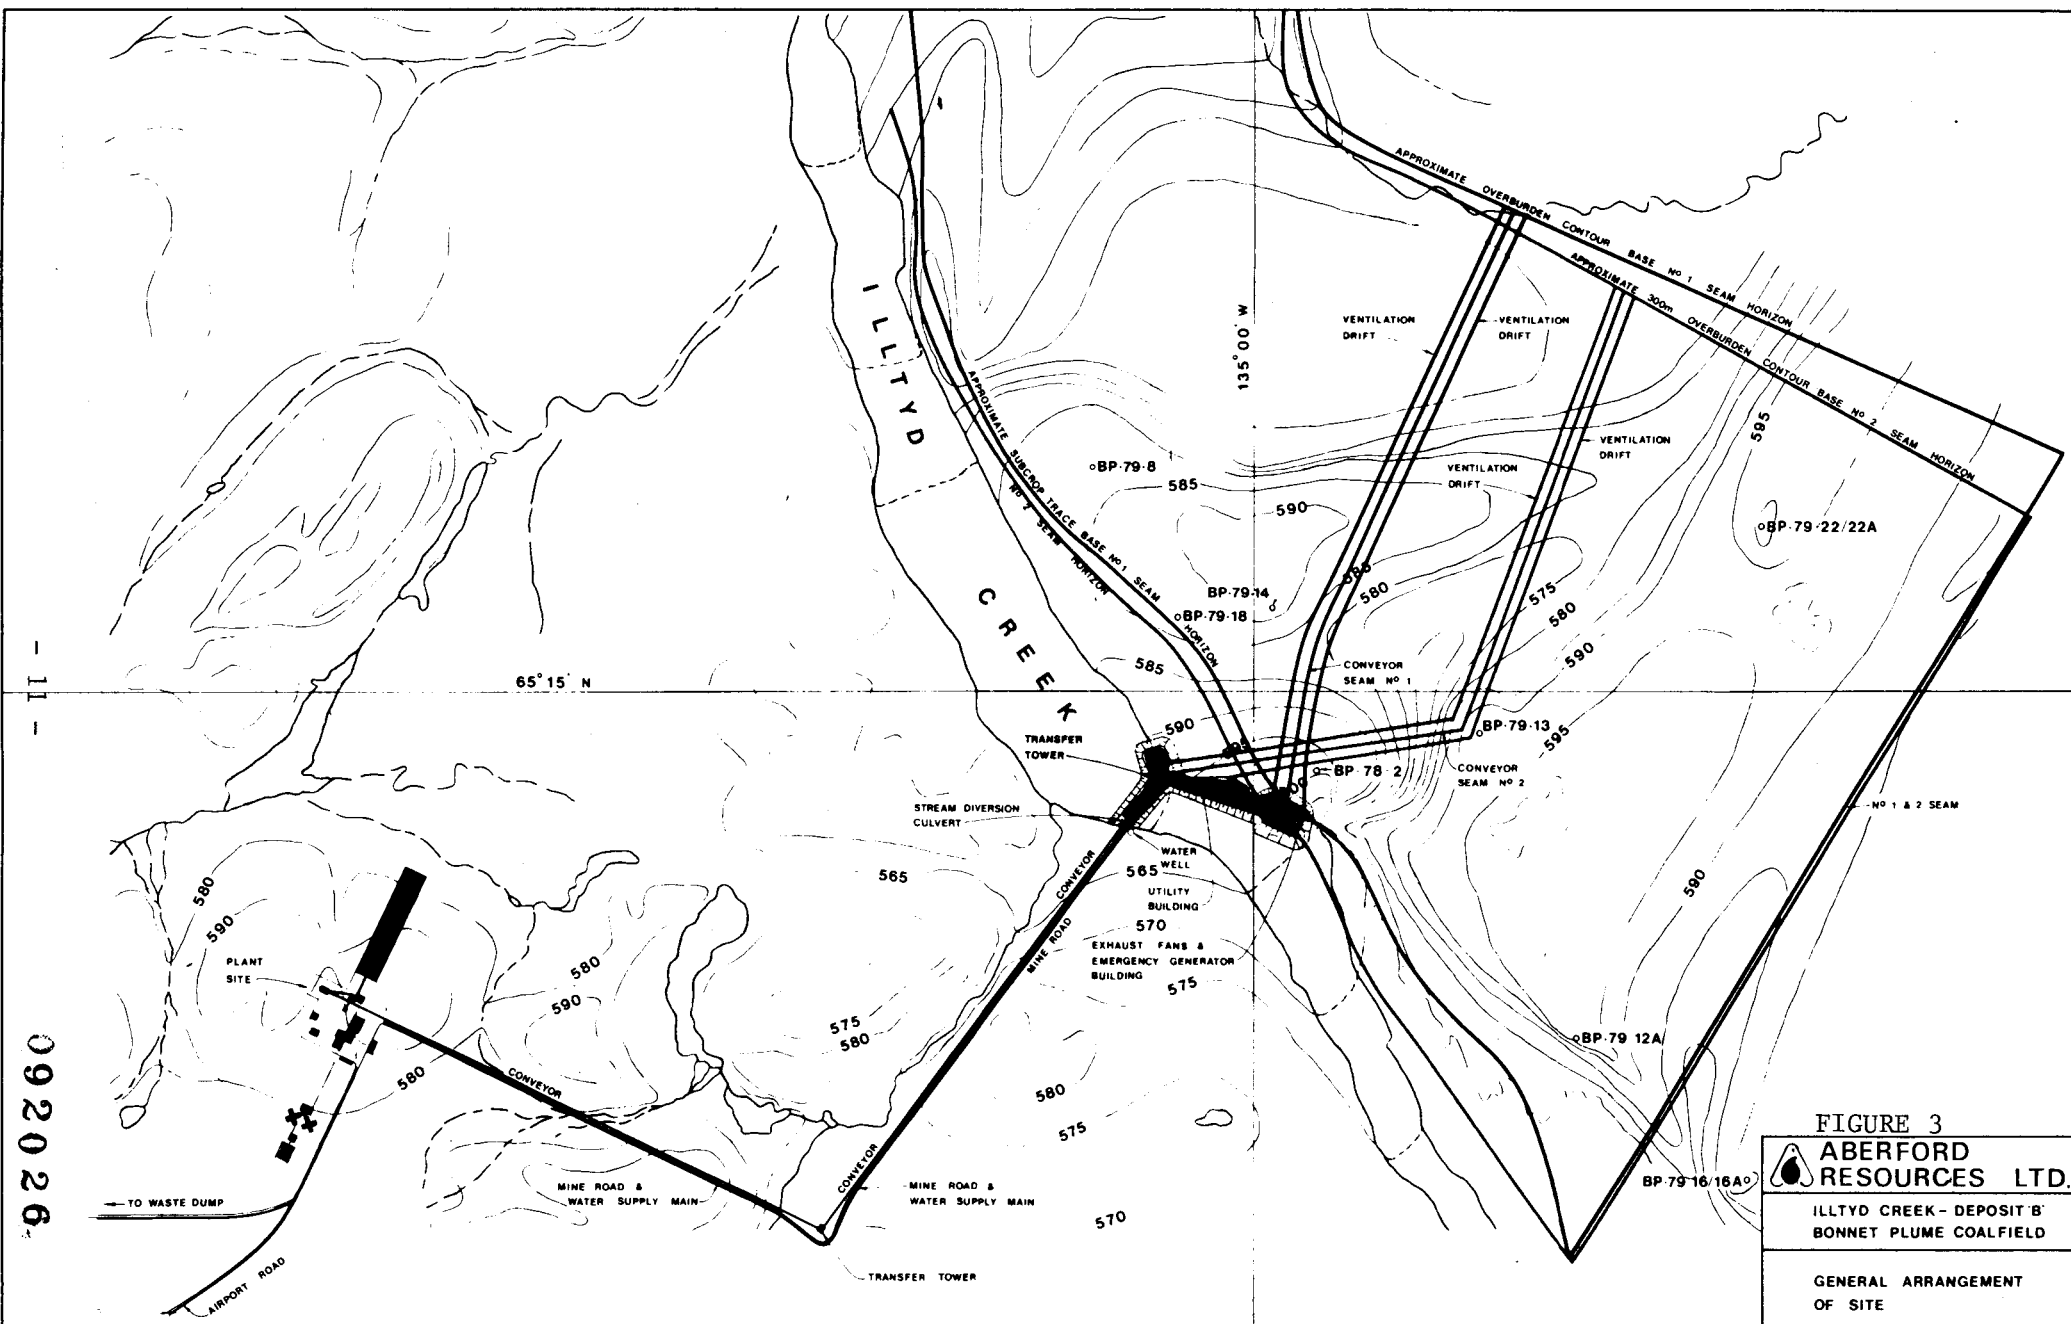 APPROXIMATE OVERBURDEN CONTOUR BASE Nº 1 SEAM HORIZON
APPROXIMATE 300m OVERBURDEN CONTOUR BASE Nº 2 SEAM HORIZON
ILLTYD CREEK
135° 00' W
VENTILATION
DRIFT
VENTILATION
DRIFT
VENTILATION
DRIFT
VENTILATION
DRIFT
APPROXIMATE SUBCROP TRACE BASE Nº 1 SEAM HORIZON
Nº 2 SEAM HORIZON
BP-79-8
585
590
595
BP-79-22/22A
585
580
575
580
590
BP-79-14
BP-79-18
585
CONVEYOR
SEAM Nº 1
65° 15' N
- 11 -
590
595
BP-79-13
595
TRANSFER
TOWER
BP-78-2
CONVEYOR
SEAM Nº 2
STREAM DIVERSION
CULVERT
Nº 1 & 2 SEAM
WATER
WELL
565
565
CONVEYOR
MINE ROAD
UTILITY
BUILDING
570
EXHAUST FANS &
EMERGENCY GENERATOR
BUILDING
575
590
580
590
PLANT
SITE
580
590
575
580
580
CONVEYOR
BP-79 12A
580
575
570
CONVEYOR
MINE ROAD &
WATER SUPPLY MAIN
MINE ROAD &
WATER SUPPLY MAIN
TO WASTE DUMP
AIRPORT ROAD
TRANSFER TOWER
BP-79 16/16A
092026
FIGURE 3
ABERFORD
RESOURCES LTD.
ILLTYD CREEK - DEPOSIT 'B'
BONNET PLUME COALFIELD
GENERAL ARRANGEMENT
OF SITE